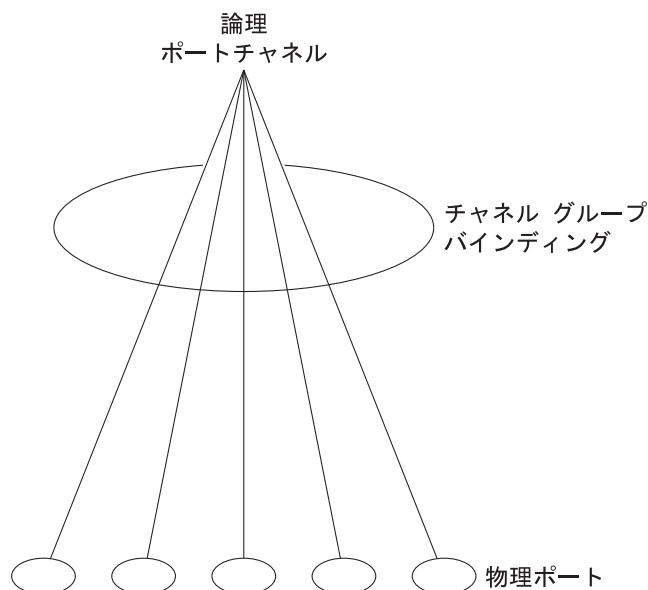 論理
ポートチャネル
チャネル グループ
バインディング
物理ポート